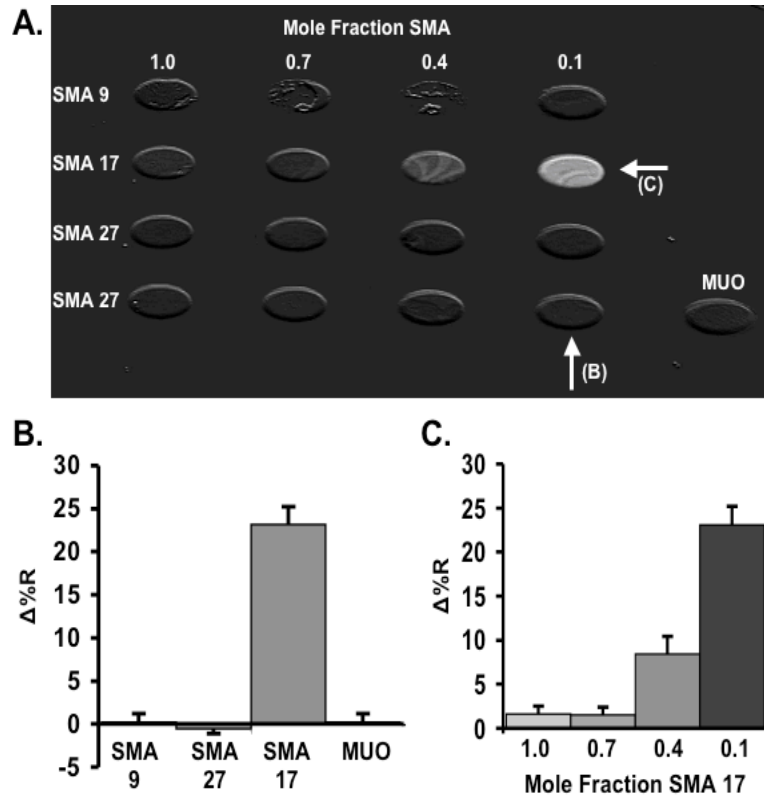 A.
Mole Fraction SMA
1.0 0.7 0.4 0.1
SMA 9
SMA 17
(C)
SMA 27
SMA 27
MUO
(B)
B.
30
25
20
15
10
5
0
-5
Δ%R
SMA 9
SMA 27
SMA 17
MUO
C.
30
25
20
15
10
5
0
Δ%R
1.0 0.7 0.4 0.1
Mole Fraction SMA 17